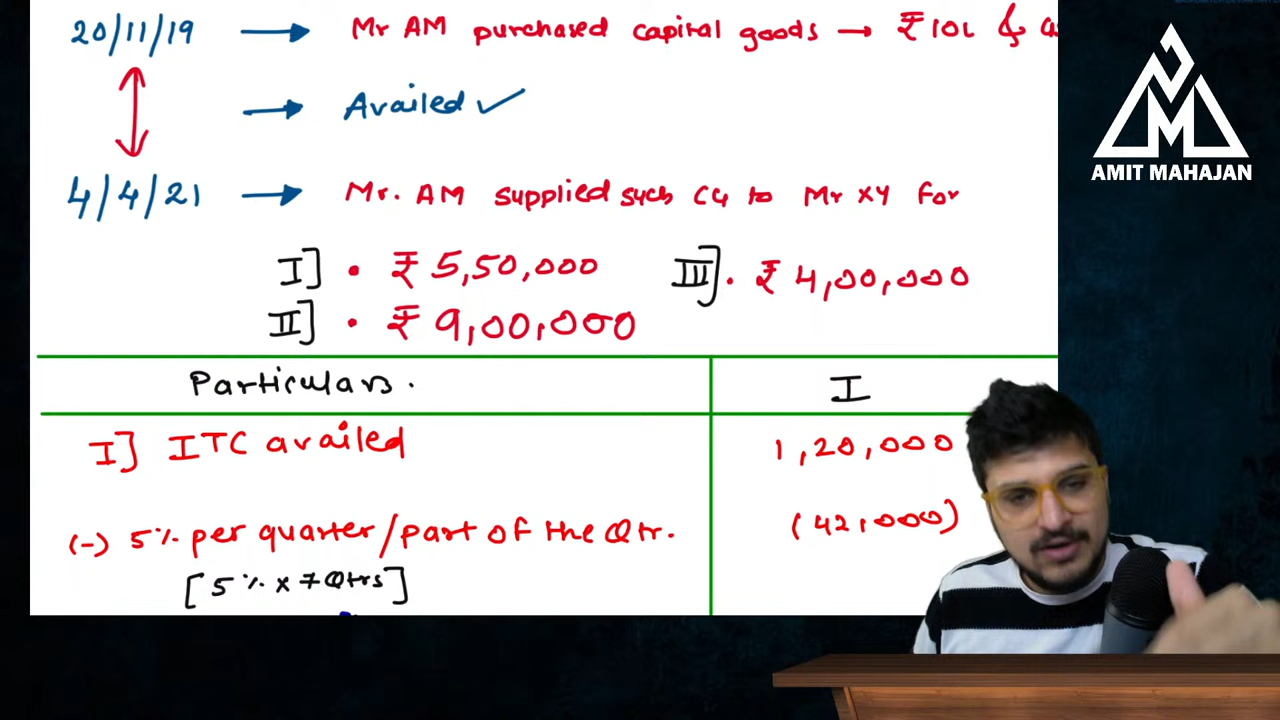 20/11/19 → Mr AM purchased capital goods → ₹10L &
→ Availed ✓
4/4/21 → Mr. AM supplied such CG to Mr XY For
I] • ₹ 5,50,000 III] • ₹ 4,00,000
II] • ₹ 9,00,000
Particulars. I
I] ITC availed 1,20,000
(-) 5% per quarter/part of the Qtr. (42,000)
[5% x 7 Qtrs]
AMIT MAHAJAN